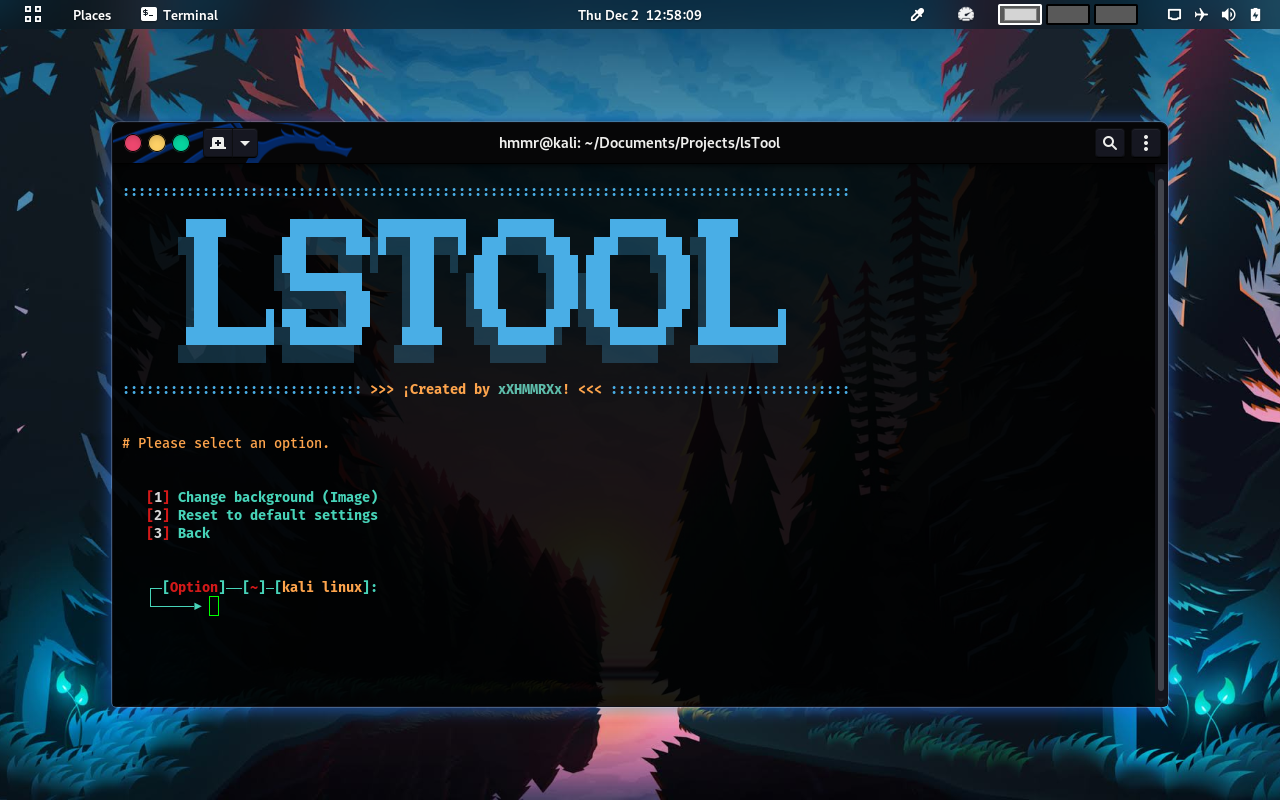 Places Terminal Thu Dec 2 12:58:09
hmmr@kali: ~/Documents/Projects/lsTool
LSTOOL
>>> ¡Created by xXHMMRXx! <<<
# Please select an option.
[1] Change background (Image)
[2] Reset to default settings
[3] Back
[Option]──[~]─[kali linux]: